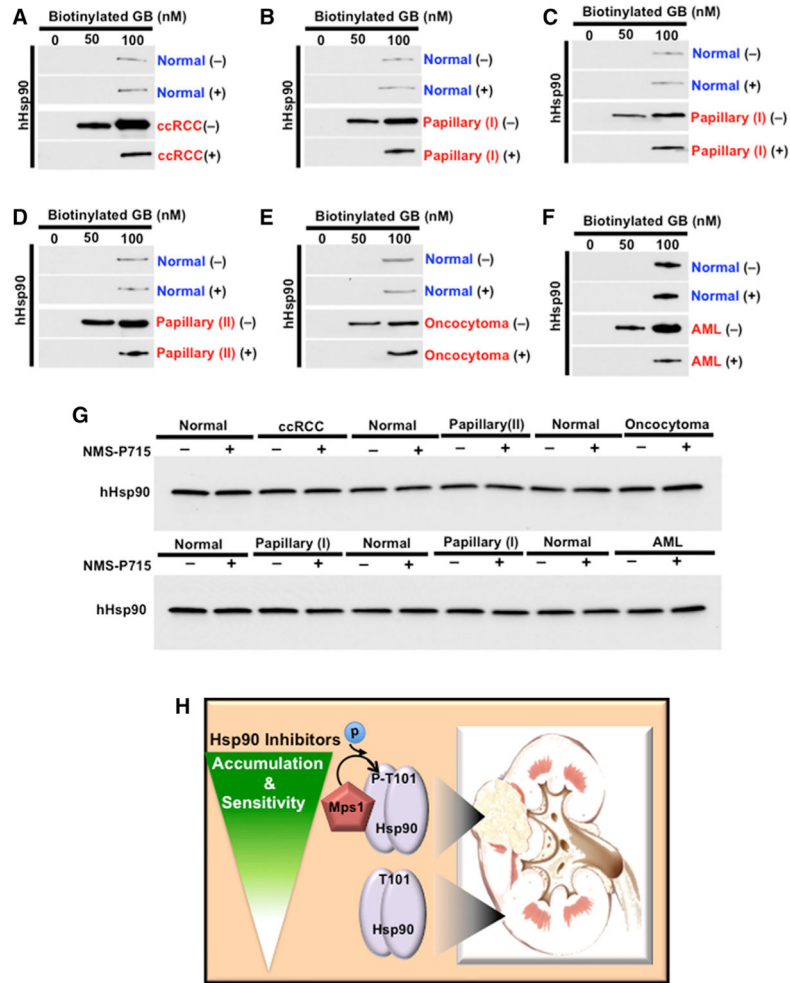 A
Biotinylated GB (nM)
0 50 100
hHsp90
Normal (–)
Normal (+)
ccRCC(–)
ccRCC(+)
B
Biotinylated GB (nM)
0 50 100
hHsp90
Normal (–)
Normal (+)
Papillary (I) (–)
Papillary (I) (+)
C
Biotinylated GB (nM)
0 50 100
hHsp90
Normal (–)
Normal (+)
Papillary (I) (–)
Papillary (I) (+)
D
Biotinylated GB (nM)
0 50 100
hHsp90
Normal (–)
Normal (+)
Papillary (II) (–)
Papillary (II) (+)
E
Biotinylated GB (nM)
0 50 100
hHsp90
Normal (–)
Normal (+)
Oncocytoma (–)
Oncocytoma (+)
F
Biotinylated GB (nM)
0 50 100
hHsp90
Normal (–)
Normal (+)
AML (–)
AML (+)
G
Normal ccRCC Normal Papillary(II) Normal Oncocytoma
NMS-P715 – + – + – + – + – + – +
hHsp90
Normal Papillary (I) Normal Papillary (I) Normal AML
NMS-P715 – + – + – + – + – + – +
hHsp90
H
Hsp90 Inhibitors
Accumulation
&
Sensitivity
p
P-T101
Mps1
Hsp90
T101
Hsp90